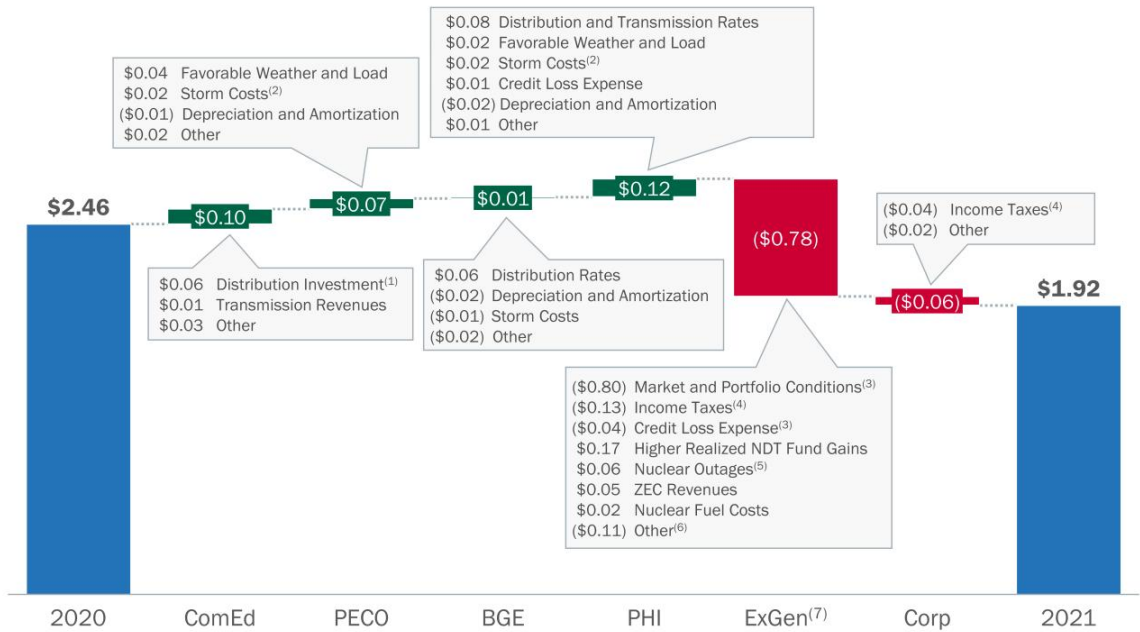 $0.08 Distribution and Transmission Rates
$0.02 Favorable Weather and Load
$0.02 Storm Costs(2)
$0.01 Credit Loss Expense
($0.02) Depreciation and Amortization
$0.01 Other
$0.04 Favorable Weather and Load
$0.02 Storm Costs(2)
($0.01) Depreciation and Amortization
$0.02 Other
$2.46
$0.10
$0.07
$0.01
$0.12
($0.78)
($0.04) Income Taxes(4)
($0.02) Other
($0.06)
$1.92
$0.06 Distribution Investment(1)
$0.01 Transmission Revenues
$0.03 Other
$0.06 Distribution Rates
($0.02) Depreciation and Amortization
($0.01) Storm Costs
($0.02) Other
($0.80) Market and Portfolio Conditions(3)
($0.13) Income Taxes(4)
($0.04) Credit Loss Expense(3)
$0.17 Higher Realized NDT Fund Gains
$0.06 Nuclear Outages(5)
$0.05 ZEC Revenues
$0.02 Nuclear Fuel Costs
($0.11) Other(6)
2020 ComEd PECO BGE PHI ExGen(7) Corp 2021